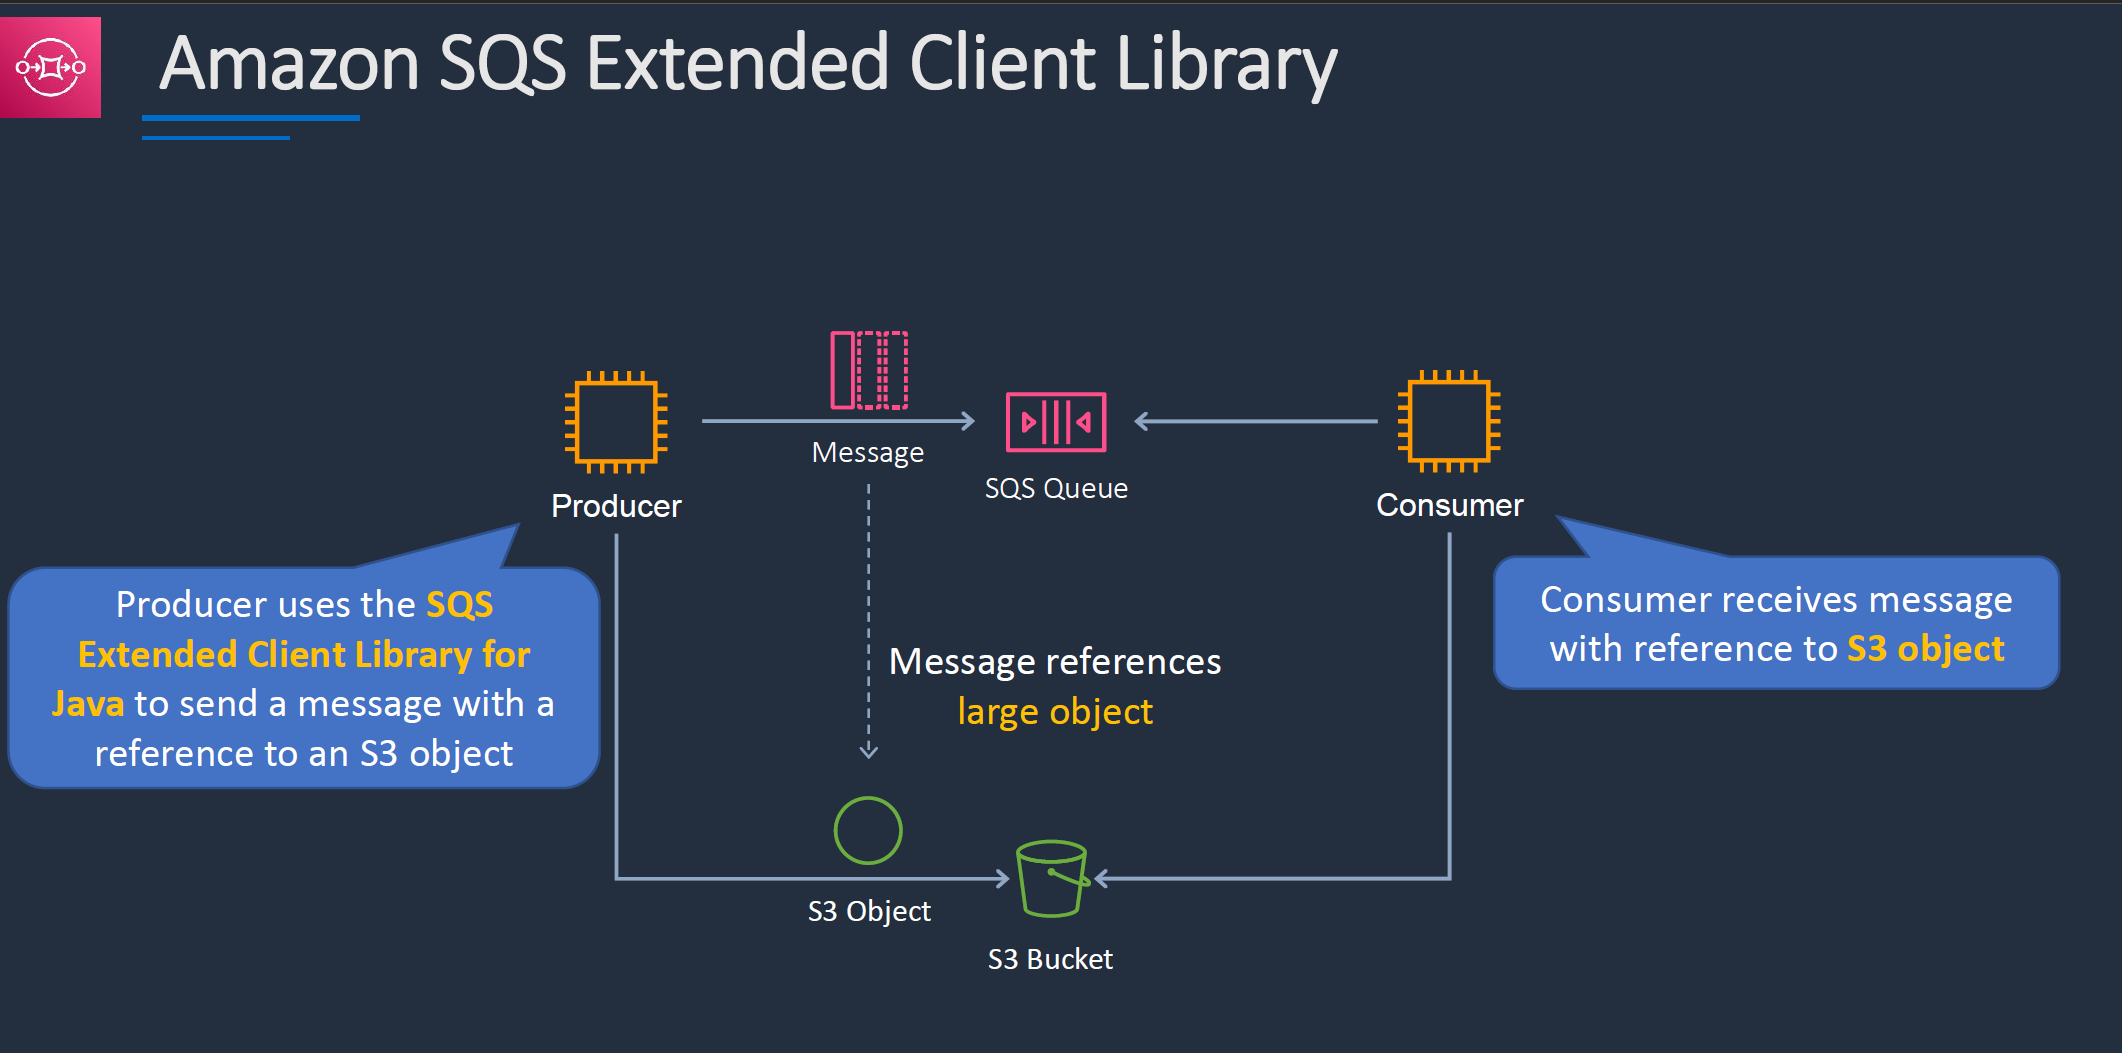 Amazon SQS Extended Client Library
Message
SQS Queue
Producer
Consumer
Producer uses the SQS
Extended Client Library for
Java to send a message with a
reference to an S3 object
Message references
large object
Consumer receives message
with reference to S3 object
S3 Object
S3 Bucket